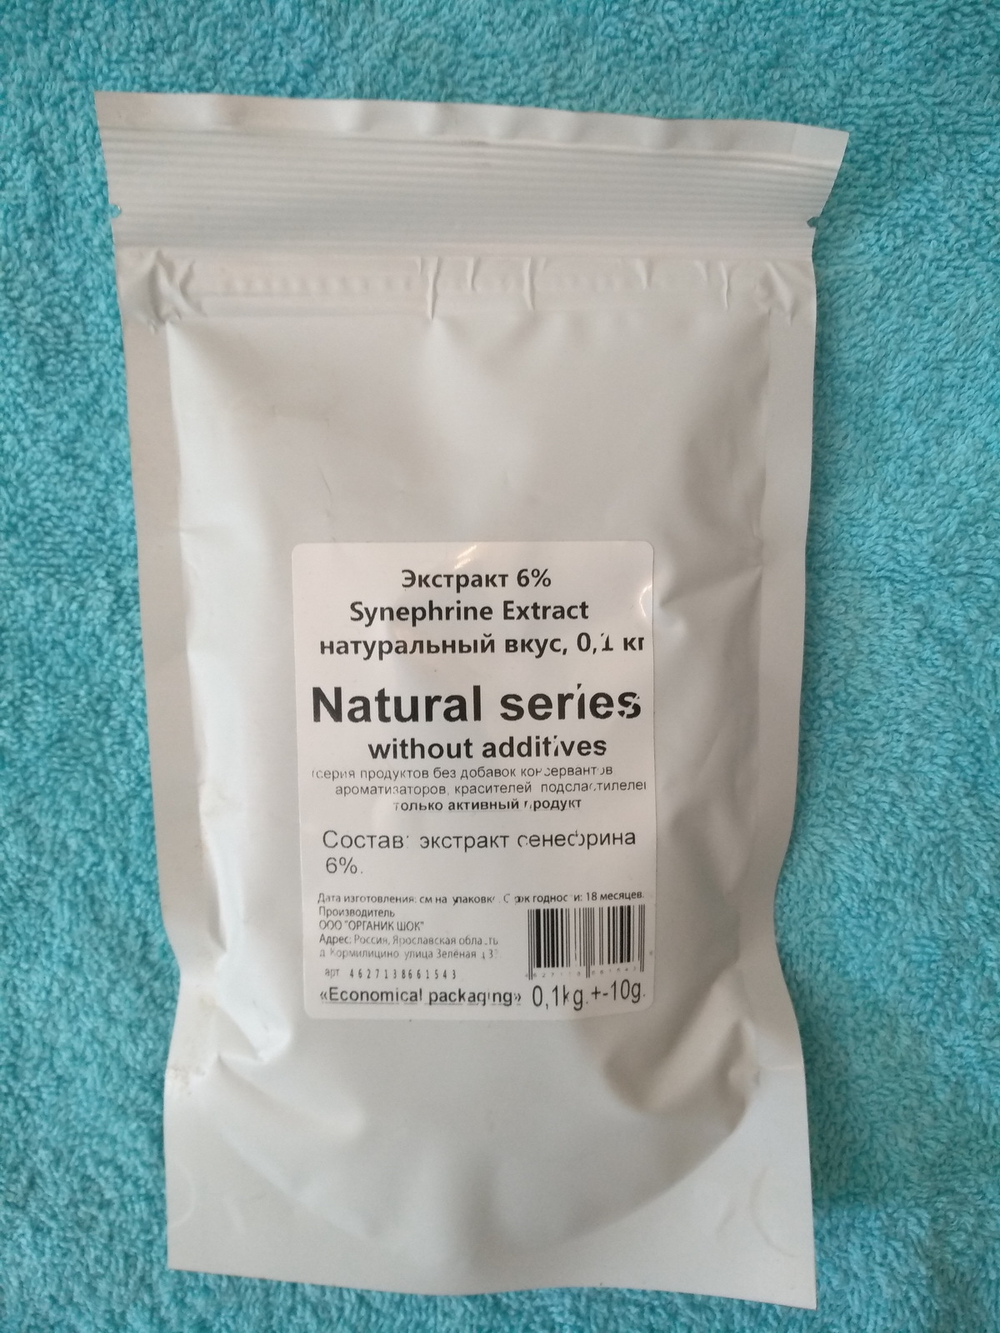 Экстракт 6%
Synephrine Extract
натуральный вкус, 0,1 кг
Natural series
without additives
(серия продуктов без добавок консервантов
ароматизаторов, красителей подсластилелеі
только активный продукт
Состав: экстракт сенефрина
6%.
Дата изготовления: см на упаковке. Срок годности: 18 месяцев.
Производитель
ООО "ОРГАНИК ШОК"
Адрес: Россия, Ярославская область
д Кормилицино улица Зелёная
арт 4627138661543
«Economical packaging» 0,1kg.+-10g.